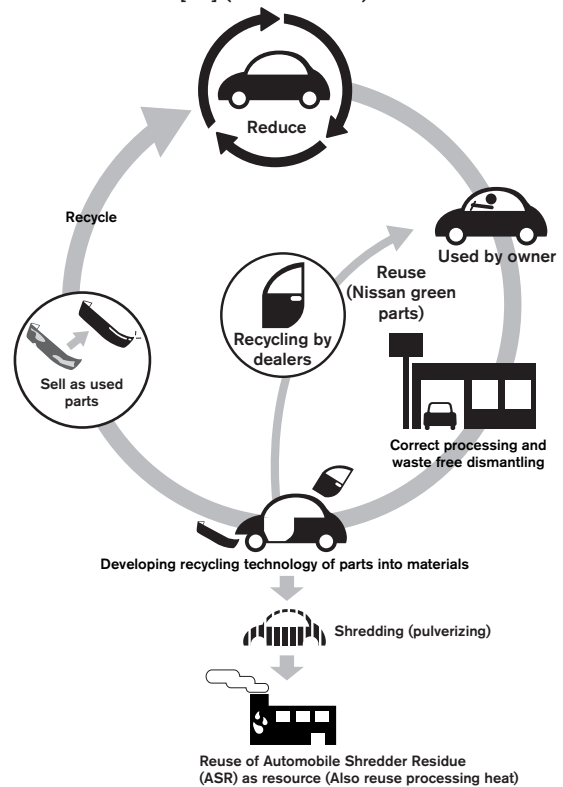 Reduce
Recycle
Used by owner
Reuse
(Nissan green
parts)
Recycling by
dealers
Sell as used
parts
Correct processing and
waste free dismantling
Developing recycling technology of parts into materials
Shredding (pulverizing)
Reuse of Automobile Shredder Residue
(ASR) as resource (Also reuse processing heat)